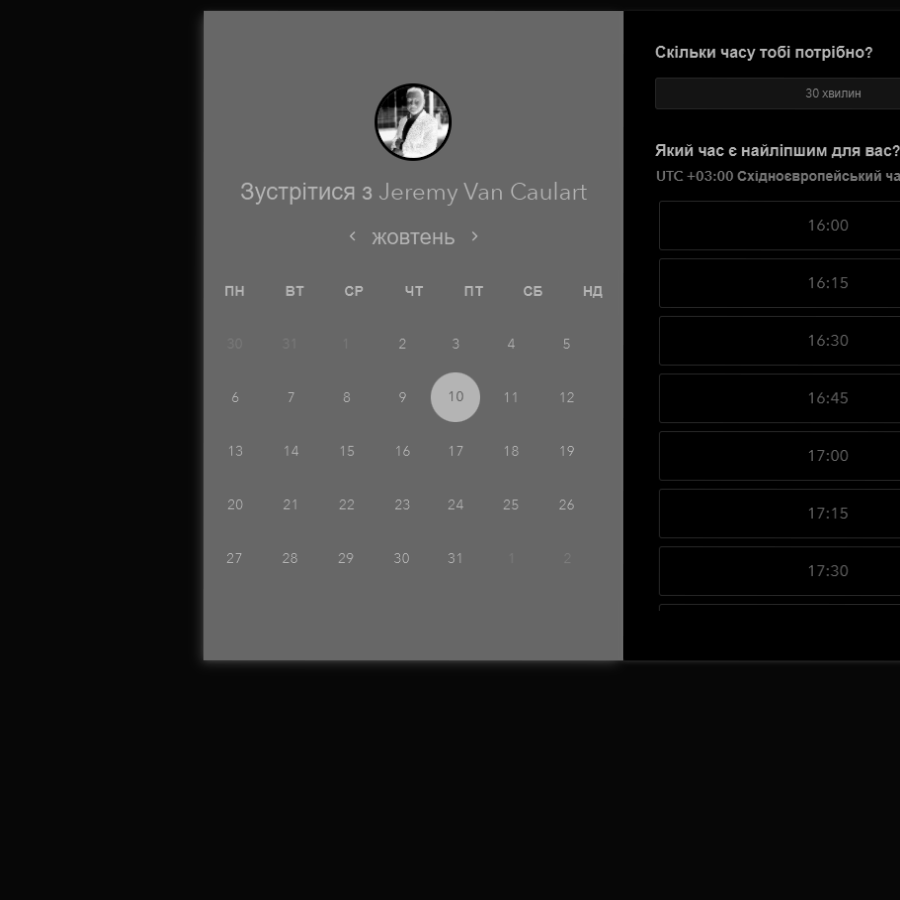 Зустрітися з Jeremy Van Caulart
жовтень
ПН ВТ СР ЧТ ПТ СБ НД
30 31 1 2 3 4 5
6 7 8 9 10 11 12
13 14 15 16 17 18 19
20 21 22 23 24 25 26
27 28 29 30 31 1 2
Скільки часу тобі потрібно?
30 хвилин
Який час є найліпшим для вас?
UTC +03:00 Східноєвропейський ча
16:00
16:15
16:30
16:45
17:00
17:15
17:30